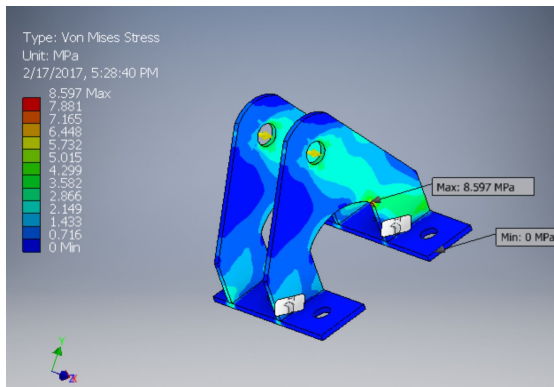 Type: Von Mises Stress
Unit: MPa
2/17/2017, 5:28:40 PM
8.597 Max
7.881
7.165
6.448
5.732
5.015
4.299
3.582
2.866
2.149
1.433
0.716
0 Min
Max: 8.597 MPa
Min: 0 MPa
Y
Z
X